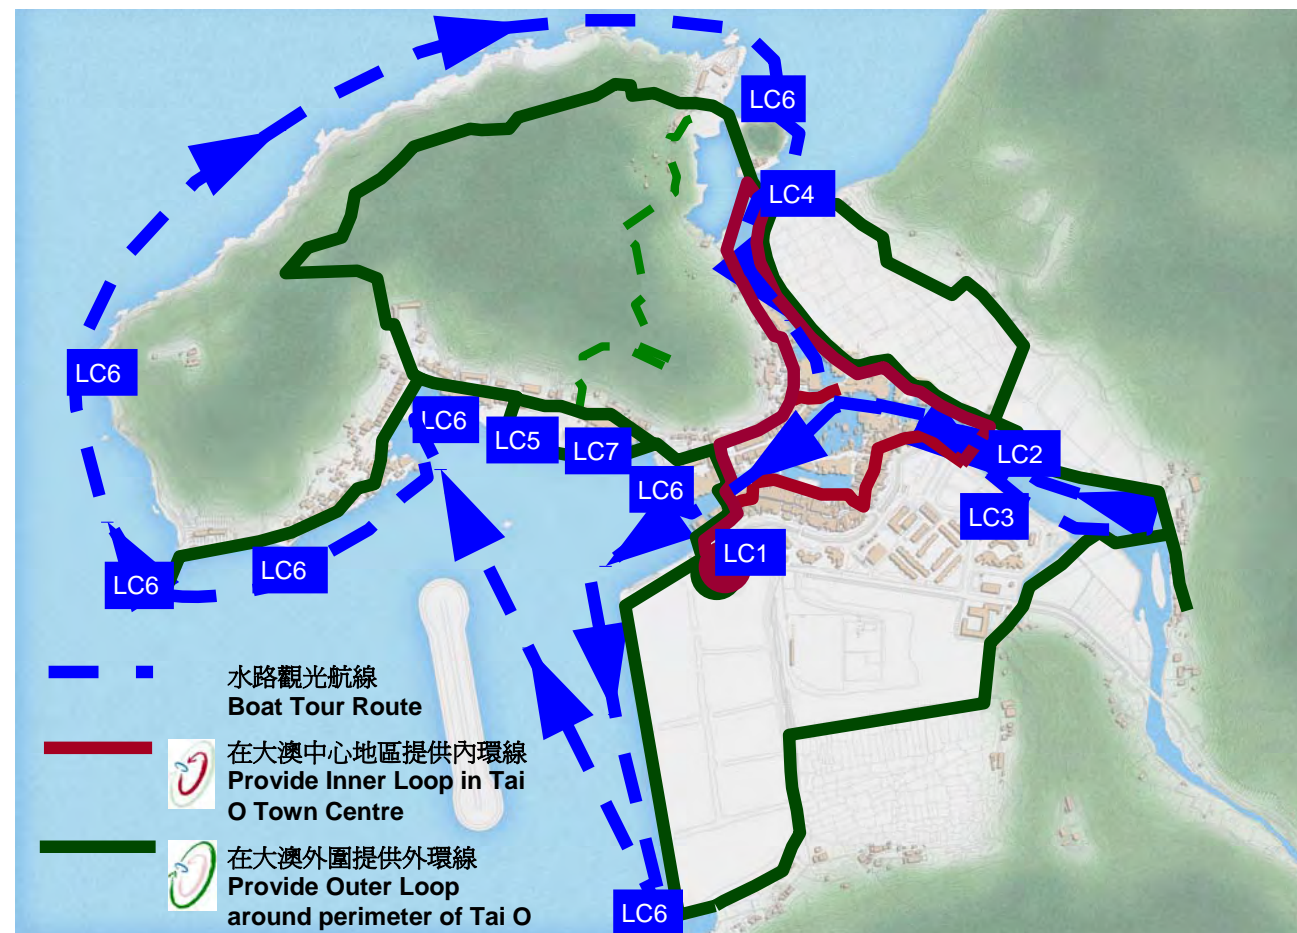 LC6
LC4
LC6
LC6
LC5
LC7
LC2
LC6
LC3
LC1
LC6
LC6
水路觀光航線
Boat Tour Route
在大澳中心地區提供內環線
Provide Inner Loop in Tai
O Town Centre
在大澳外圍提供外環線
Provide Outer Loop
around perimeter of Tai O
LC6